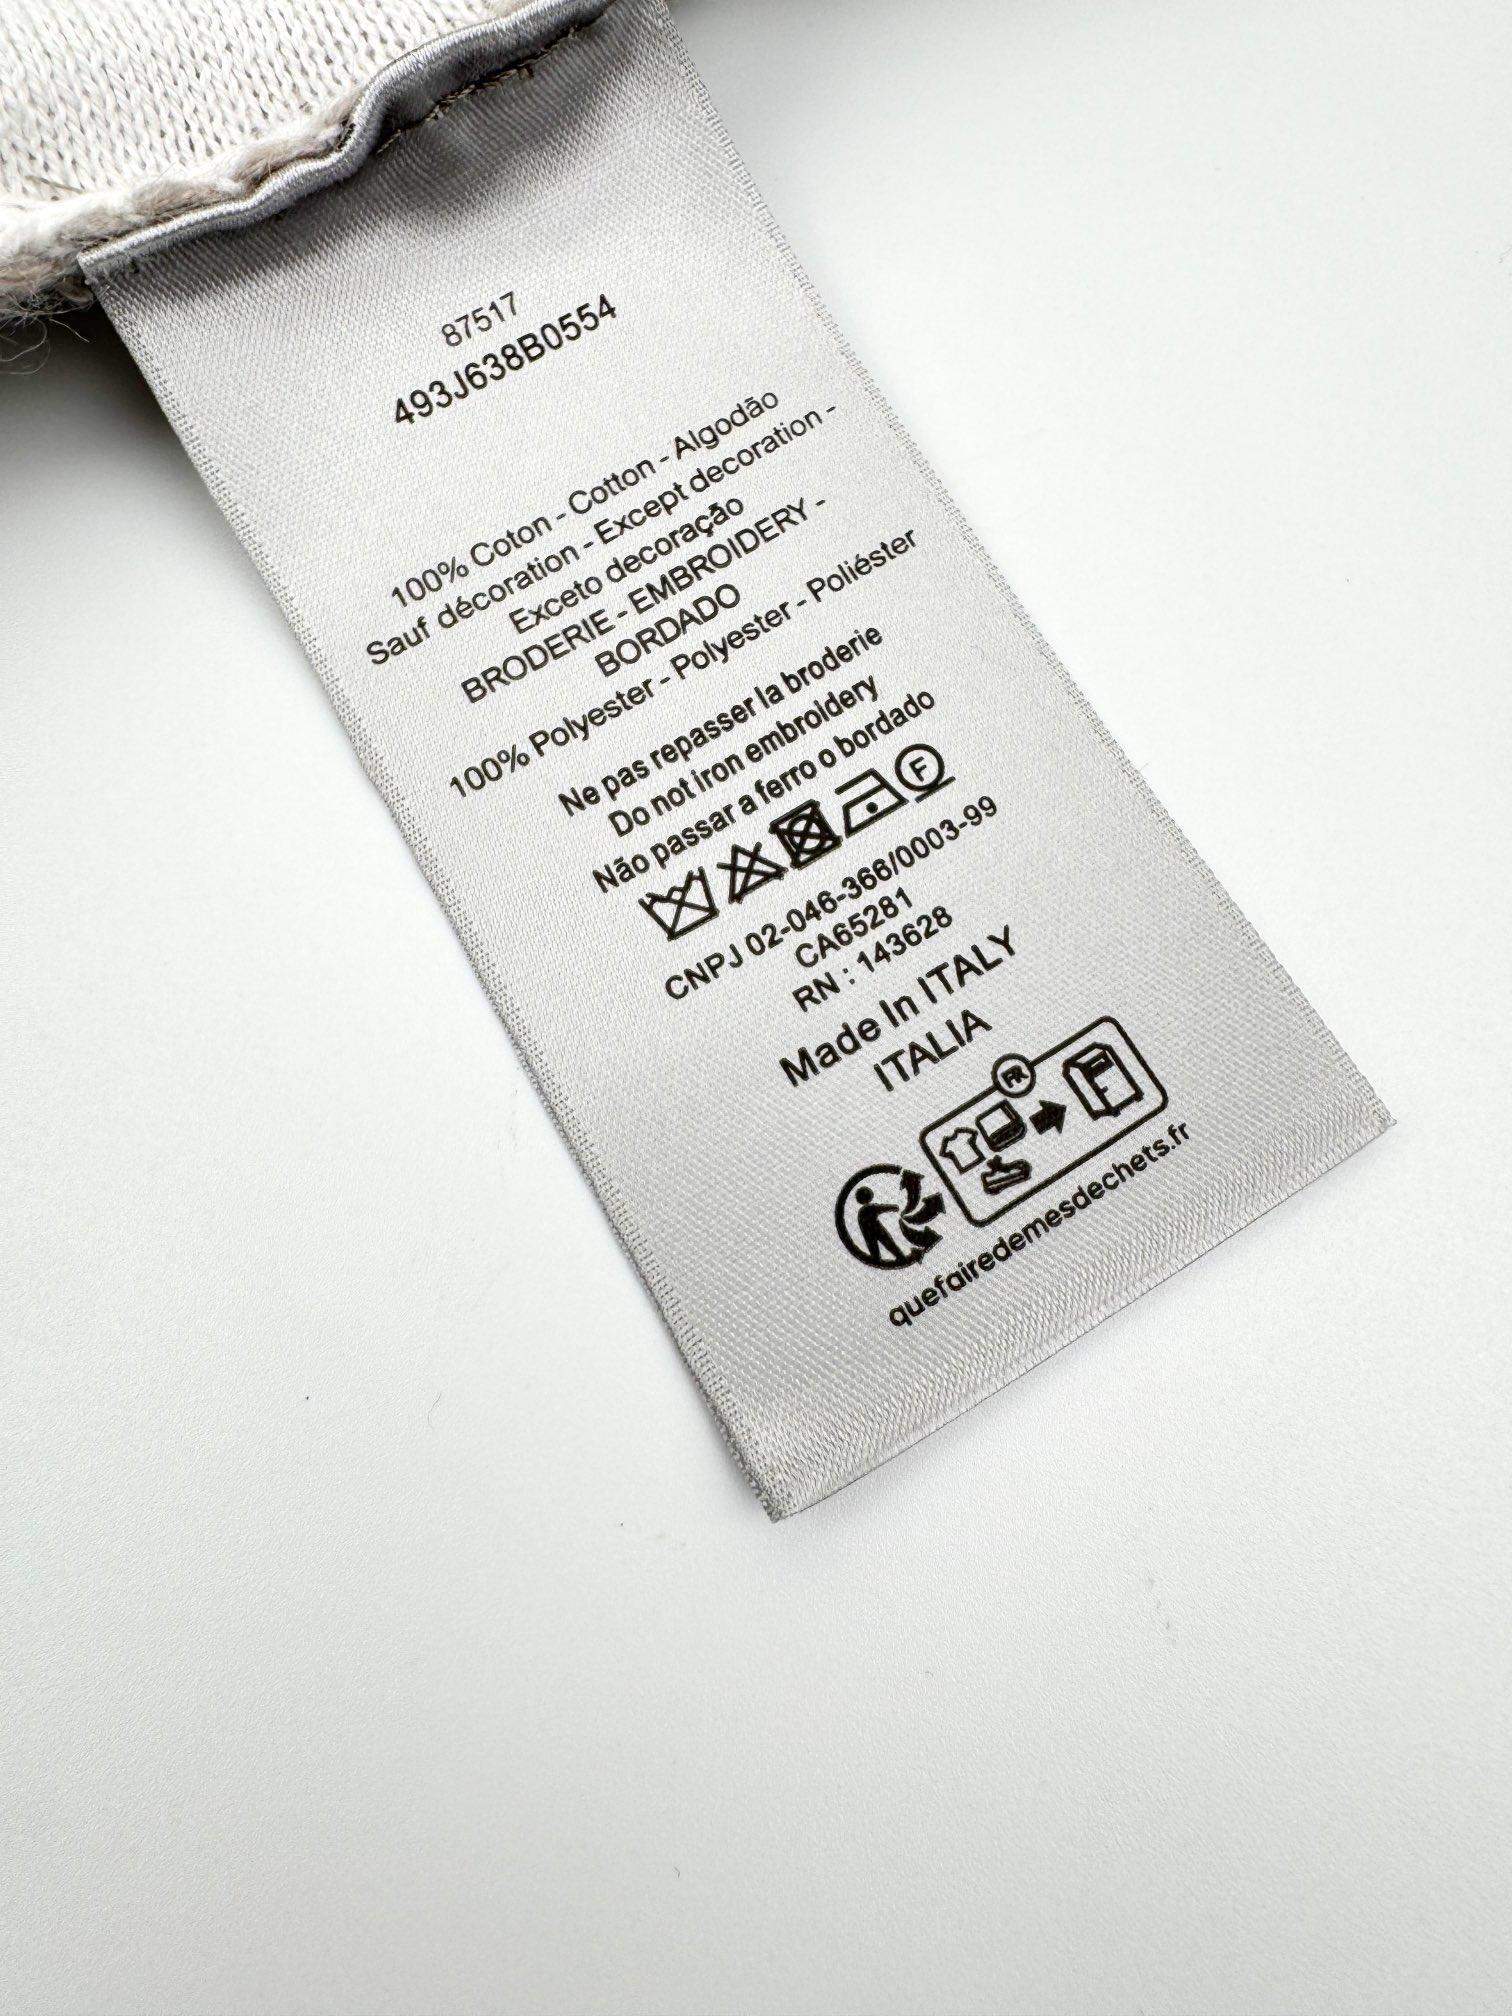 87517
493J638B0554
100% Coton - Cotton - Algodão
Sauf décoration - Except decoration -
Exceto decoração
BRODERIE - EMBROIDERY -
BORDADO
100% Polyester - Polyester - Poliéster
Ne pas repasser la broderie
Do not iron embroidery
Não passar a ferro o bordado
F
CNPJ 02-046-366/0003-99
CA65281
RN : 143628
Made In ITALY
ITALIA
FR
quefairedemesdechets.fr